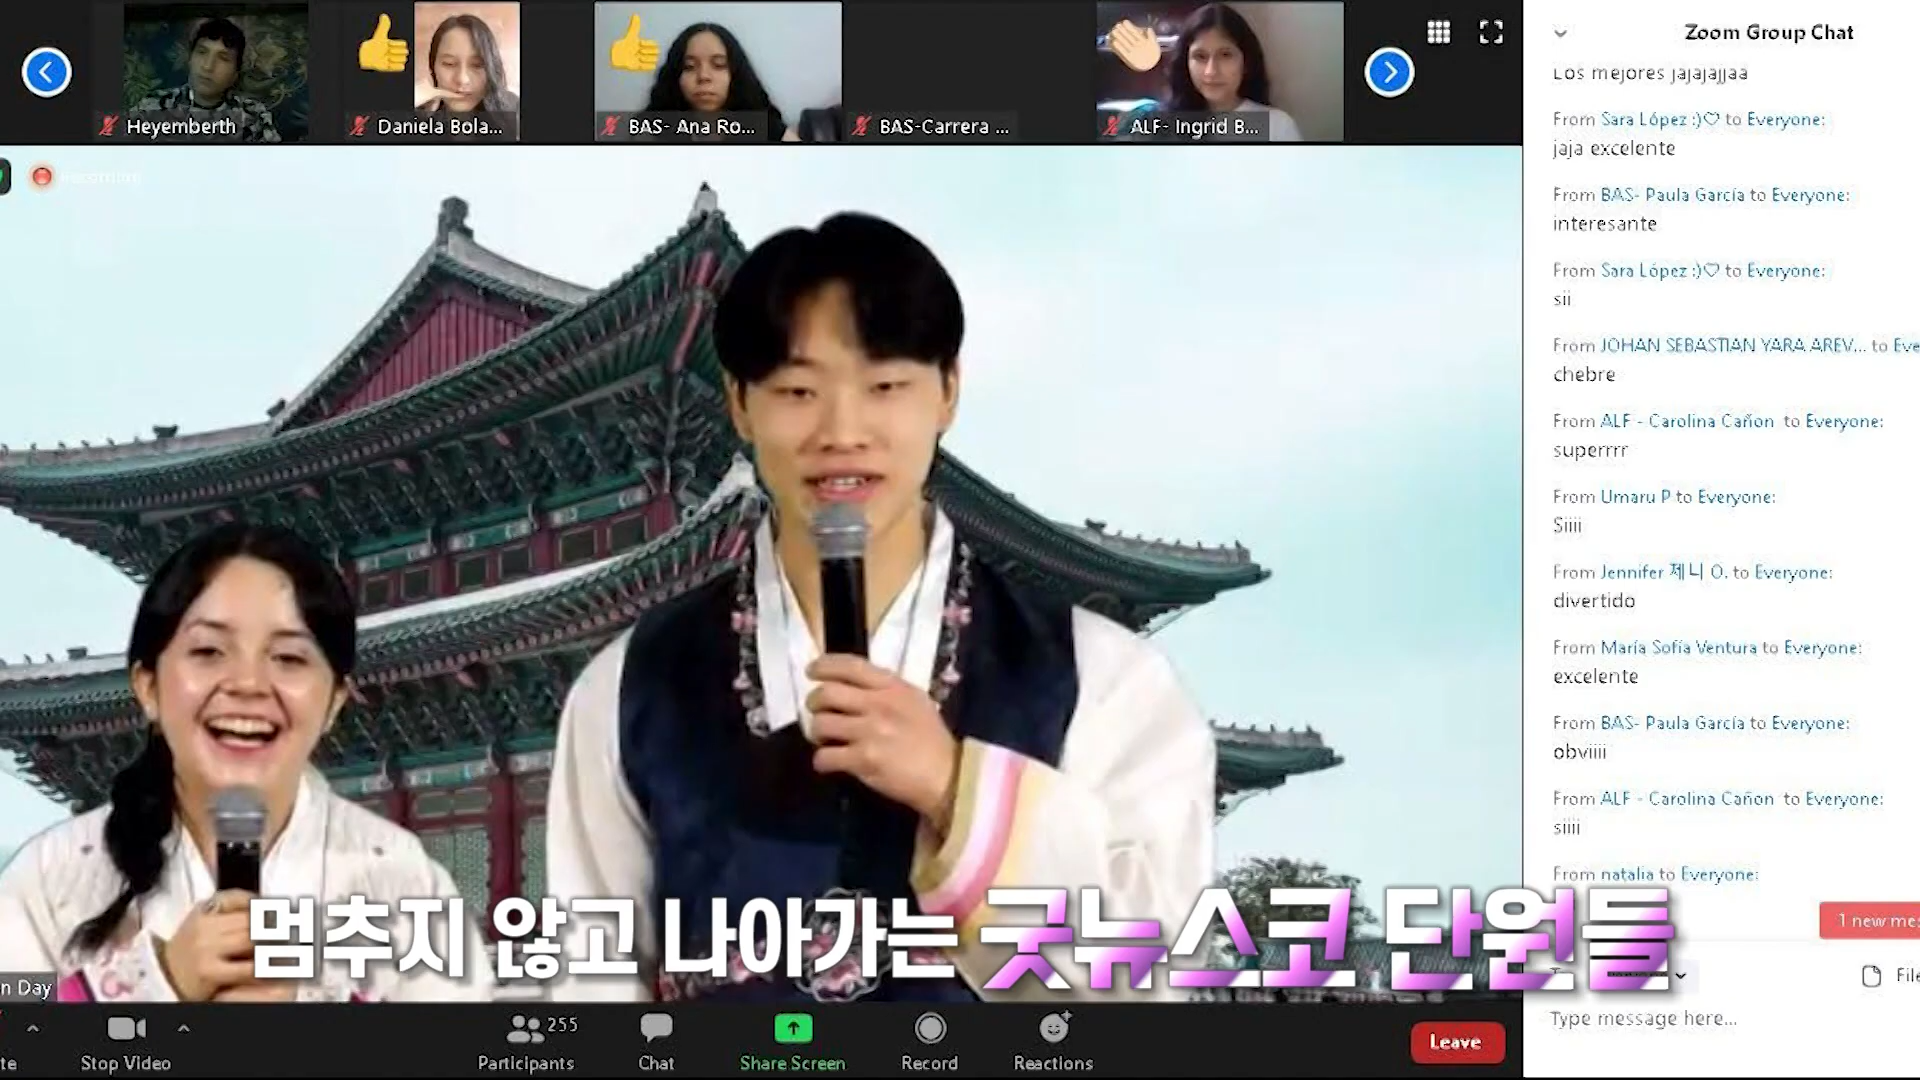 Heyemberth
Daniela Bola...
BAS- Ana Ro...
BAS-Carrera ...
ALF- Ingrid B...
Zoom Group Chat
Los mejores jajajajjaa
From Sara López :)♡ to Everyone:
jaja excelente
From BAS- Paula García to Everyone:
interesante
From Sara López :)♡ to Everyone:
sii
From JOHAN SEBASTIAN YARA AREV... to Eve
chebre
From ALF - Carolina Cañon to Everyone:
superrrr
From Umaru P to Everyone:
Siiii
From Jennifer 제니 O. to Everyone:
divertido
From María Sofía Ventura to Everyone:
excelente
From BAS- Paula García to Everyone:
obviiii
From ALF - Carolina Cañon to Everyone:
siiii
From natalia to Everyone:
1 new mes
File
Type message here...
멈추지 않고 나아가는 굿뉴스코 단원들
n Day
te
Stop Video
255
Participants
Chat
Share Screen
Record
Reactions
Leave